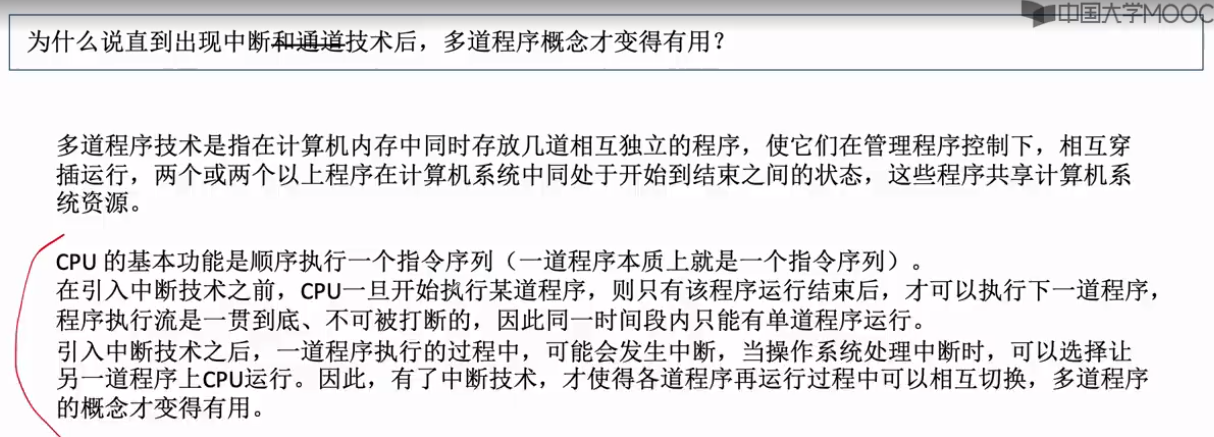 中国大学MOOC
为什么说直到出现中断和通道技术后，多道程序概念才变得有用？
多道程序技术是指在计算机内存中同时存放几道相互独立的程序，使它们在管理程序控制下，相互穿
插运行，两个或两个以上程序在计算机系统中同处于开始到结束之间的状态，这些程序共享计算机系
统资源。
CPU 的基本功能是顺序执行一个指令序列（一道程序本质上就是一个指令序列）。
在引入中断技术之前，CPU一旦开始执行某道程序，则只有该程序运行结束后，才可以执行下一道程序，
程序执行流是一贯到底、不可被打断的，因此同一时间段内只能有单道程序运行。
引入中断技术之后，一道程序执行的过程中，可能会发生中断，当操作系统处理中断时，可以选择让
另一道程序上CPU运行。因此，有了中断技术，才使得各道程序再运行过程中可以相互切换，多道程序
的概念才变得有用。